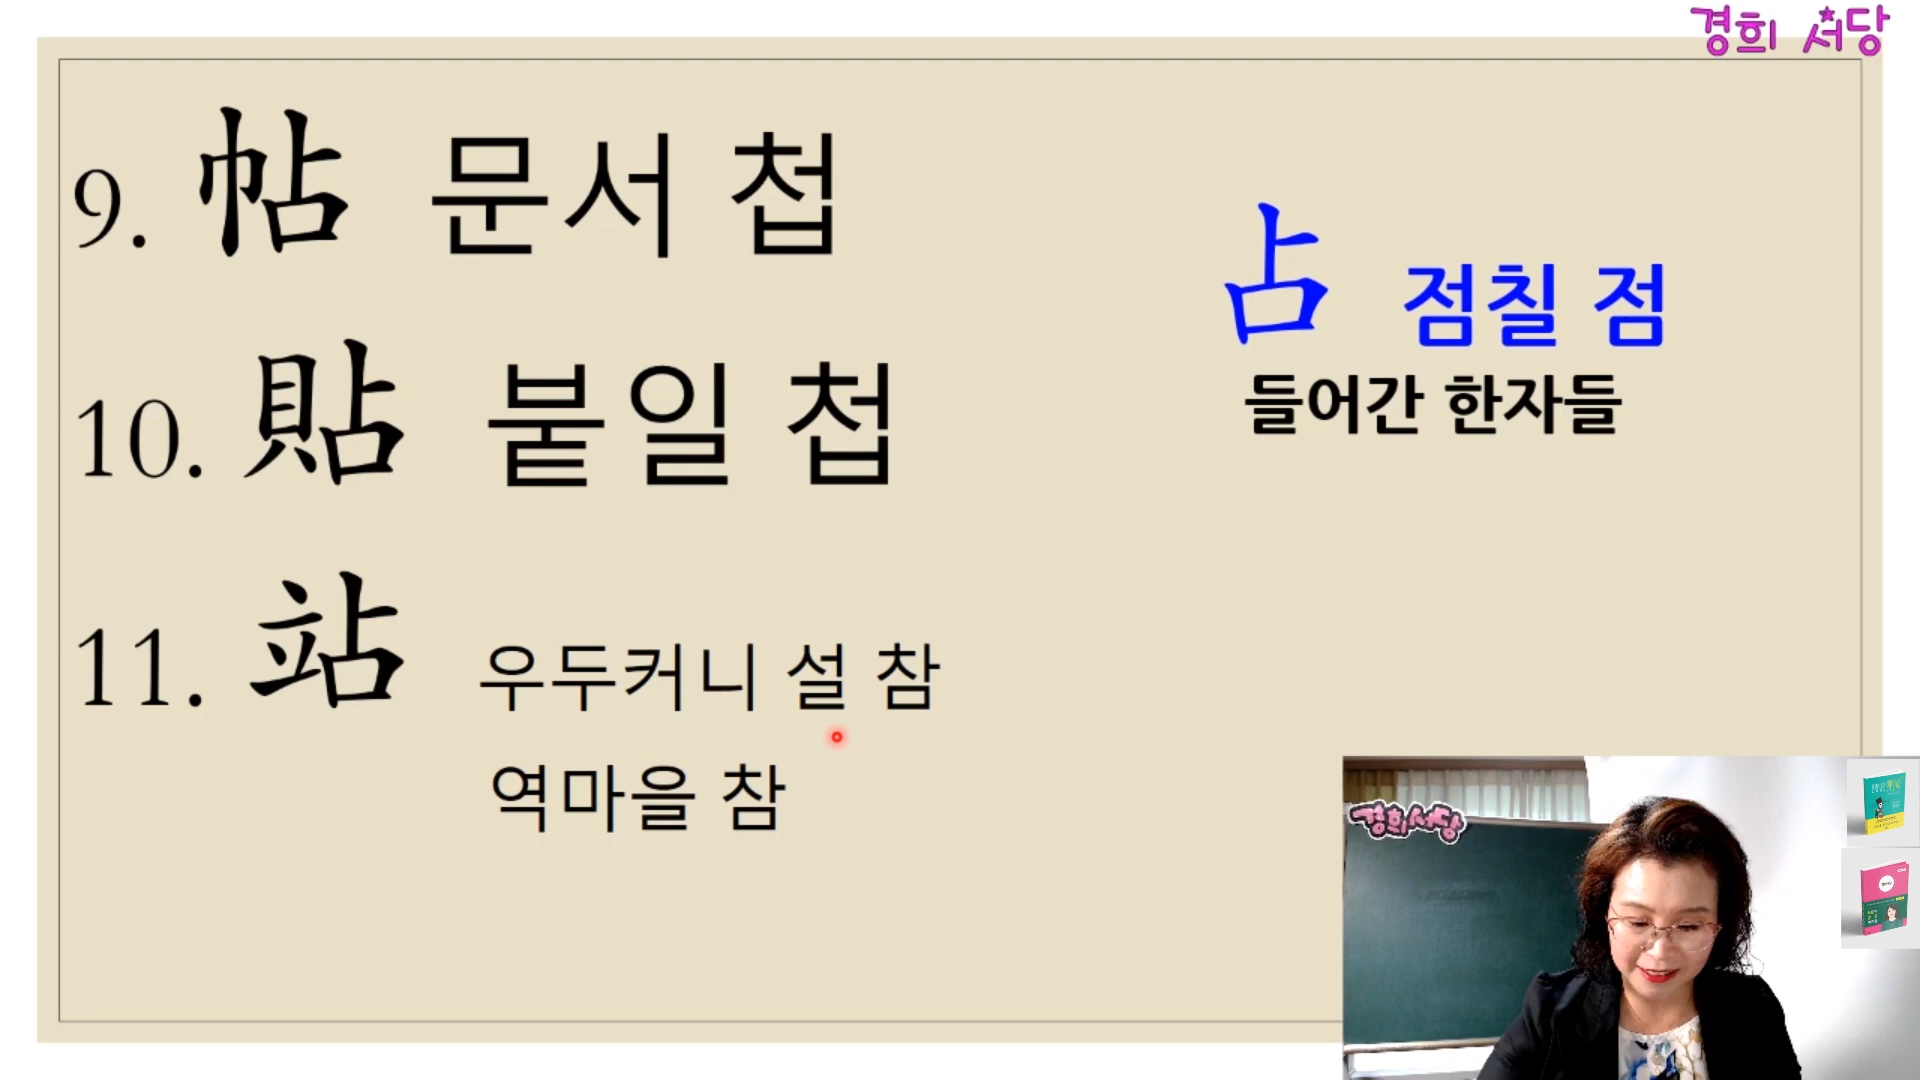 경희 서당
9. 帖 문서 첩
10. 貼 붙일 첩
11. 站 우두커니 설 참
역마을 참
占 점칠 점
들어간 한자들
경희서당